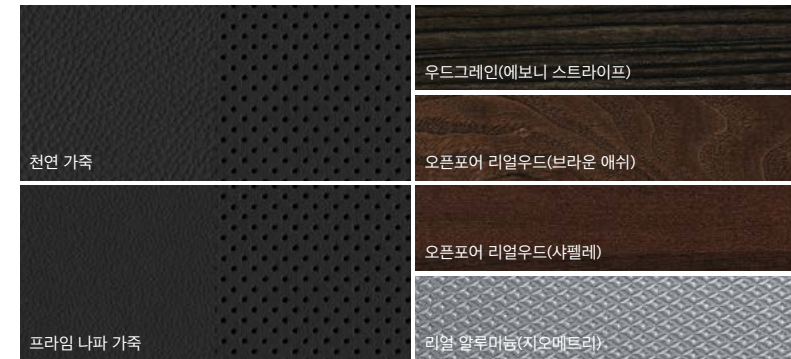 천연 가죽
프라임 나파 가죽
우드그레인(에보니 스트라이프)
오픈포어 리얼우드(브라운 애쉬)
오픈포어 리얼우드(샤펠레)
리얼 알루미늄(지오메트리)